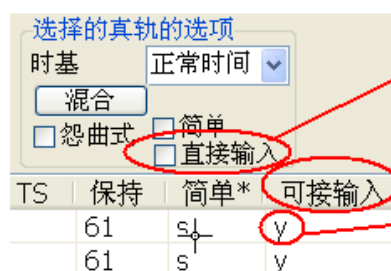 选择的真轨的选项
时基 正常时间
混合 简单
怨曲式 直接输入
TS 保持 简单* 可接输入
61 s y
61 s y